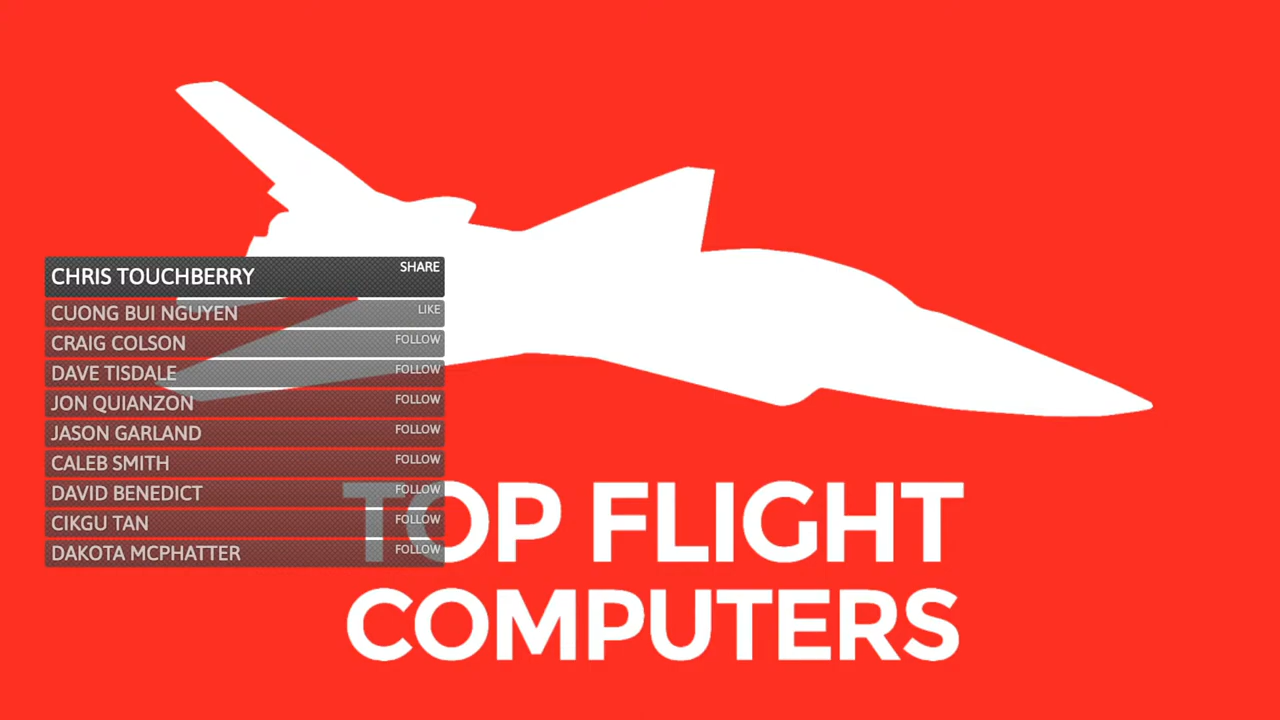 CHRIS TOUCHBERRY SHARE
CUONG BUI NGUYEN LIKE
CRAIG COLSON FOLLOW
DAVE TISDALE FOLLOW
JON QUIANZON FOLLOW
JASON GARLAND FOLLOW
CALEB SMITH FOLLOW
DAVID BENEDICT FOLLOW
CIKGU TAN FOLLOW
DAKOTA MCPHATTER FOLLOW
TOP FLIGHT
COMPUTERS